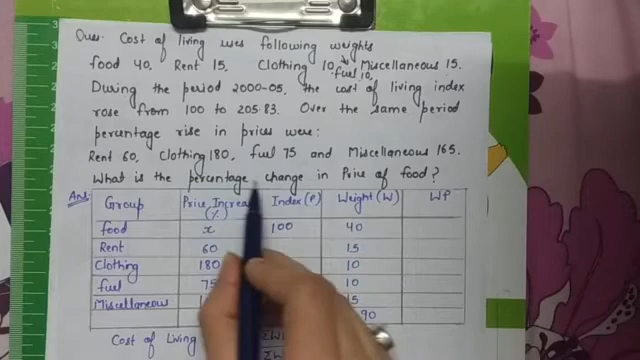 Ques. Cost of living uses following weights
food 40, Rent 15, Clothing 10, Miscellaneous 15.
fuel 10,
During the period 2000-05, the cost of living index
rose from 100 to 205.83. Over the same period
percentage rise in prices were:
Rent 60, Clothing 180, fuel 75 and Miscellaneous 165.
What is the percentage change in Price of food?
Ans:
Group Price Increase (%) Index (P) Weight (W) WP
food x 100 40
Rent 60 15
Clothing 180 10
fuel 75 10
Miscellaneous 15
90
Cost of Living